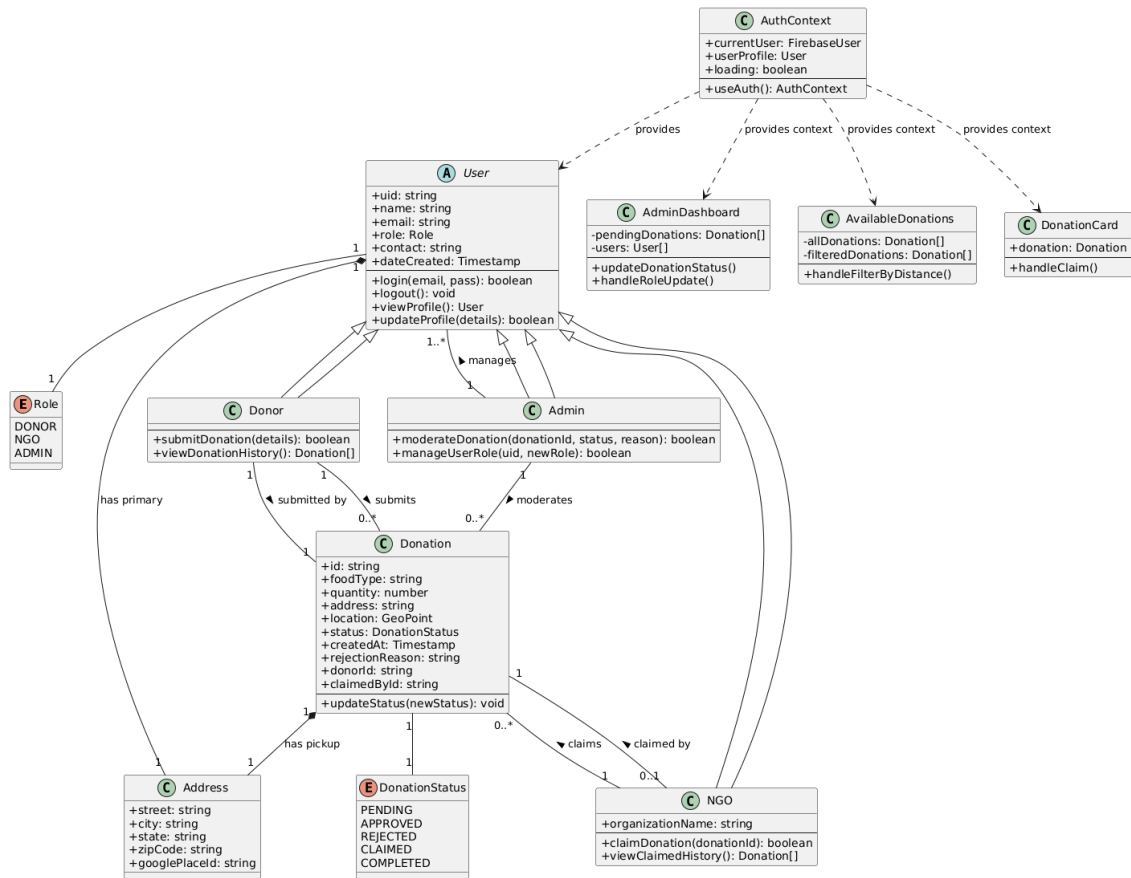 C AuthContext
+currentUser: FirebaseUser
+userProfile: User
+loading: boolean
+useAuth(): AuthContext
provides
provides context
provides context
provides context
A User
+uid: string
+name: string
+email: string
+role: Role
+contact: string
+dateCreated: Timestamp
+login(email, pass): boolean
+logout(): void
+viewProfile(): User
+updateProfile(details): boolean
C AdminDashboard
-pendingDonations: Donation[]
-users: User[]
+updateDonationStatus()
+handleRoleUpdate()
C AvailableDonations
-allDonations: Donation[]
-filteredDonations: Donation[]
+handleFilterByDistance()
C DonationCard
+donation: Donation
+handleClaim()
1
1
1..*
manages
1
1
E Role
DONOR
NGO
ADMIN
C Donor
+submitDonation(details): boolean
+viewDonationHistory(): Donation[]
C Admin
+moderateDonation(donationId, status, reason): boolean
+manageUserRole(uid, newRole): boolean
has primary
1
submitted by
1
1
submits
0..*
1
moderates
0..*
C Donation
+id: string
+foodType: string
+quantity: number
+address: string
+location: GeoPoint
+status: DonationStatus
+createdAt: Timestamp
+rejectionReason: string
+donorId: string
+claimedById: string
+updateStatus(newStatus): void
1
has pickup
1
1
1
1
0..*
claims
1
1
claimed by
0..1
C Address
+street: string
+city: string
+state: string
+zipCode: string
+googlePlaceId: string
E DonationStatus
PENDING
APPROVED
REJECTED
CLAIMED
COMPLETED
C NGO
+organizationName: string
+claimDonation(donationId): boolean
+viewClaimedHistory(): Donation[]